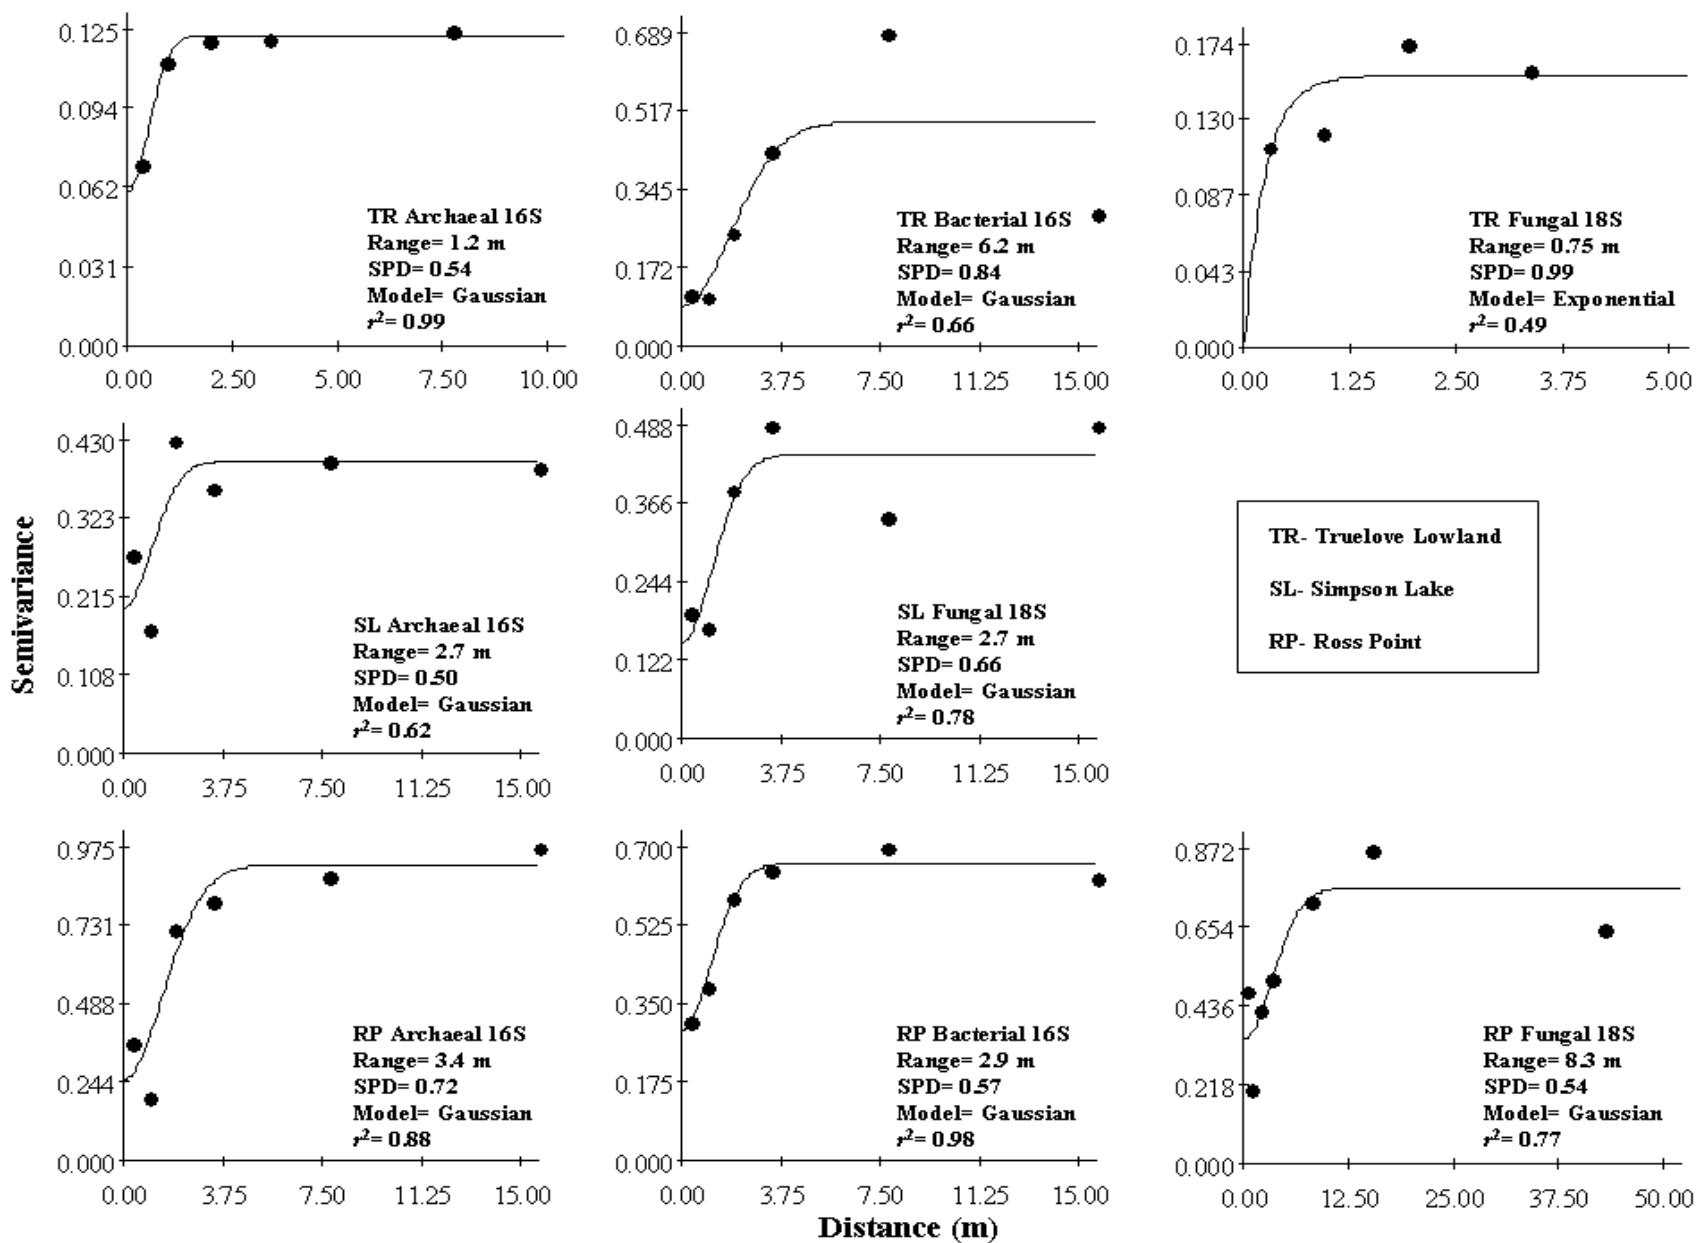 0.125
0.094
0.062
0.031
0.000
0.00 2.50 5.00 7.50 10.00
TR Archaeal 16S
Range= 1.2 m
SPD= 0.54
Model= Gaussian
r²= 0.99
0.689
0.517
0.345
0.172
0.000
0.00 3.75 7.50 11.25 15.00
TR Bacterial 16S
Range= 6.2 m
SPD= 0.84
Model= Gaussian
r²= 0.66
0.174
0.130
0.087
0.043
0.000
0.00 1.25 2.50 3.75 5.00
TR Fungal 18S
Range= 0.75 m
SPD= 0.99
Model= Exponential
r²= 0.49
Semivariance
0.430
0.323
0.215
0.108
0.000
0.00 3.75 7.50 11.25 15.00
SL Archaeal 16S
Range= 2.7 m
SPD= 0.50
Model= Gaussian
r²= 0.62
0.488
0.366
0.244
0.122
0.000
0.00 3.75 7.50 11.25 15.00
SL Fungal 18S
Range= 2.7 m
SPD= 0.66
Model= Gaussian
r²= 0.78
TR- Truelove Lowland
SL- Simpson Lake
RP- Ross Point
0.975
0.731
0.488
0.244
0.000
0.00 3.75 7.50 11.25 15.00
RP Archaeal 16S
Range= 3.4 m
SPD= 0.72
Model= Gaussian
r²= 0.88
0.700
0.525
0.350
0.175
0.000
0.00 3.75 7.50 11.25 15.00
RP Bacterial 16S
Range= 2.9 m
SPD= 0.57
Model= Gaussian
r²= 0.98
0.872
0.654
0.436
0.218
0.000
0.00 12.50 25.00 37.50 50.00
RP Fungal 18S
Range= 8.3 m
SPD= 0.54
Model= Gaussian
r²= 0.77
Distance (m)